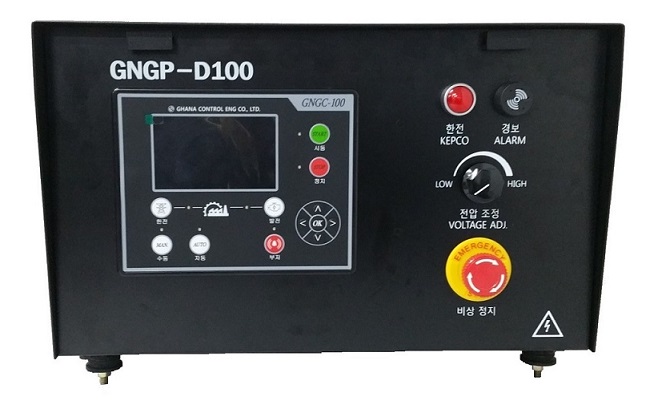 GNGP-D100
GHANA CONTROL ENG CO., LTD.
GNGC-100
START
시동
STOP
정지
한전
발전
MAN
수동
AUTO
자동
부저
OK
한전
KEPCO
경보
ALARM
LOW
HIGH
전압 조정
VOLTAGE ADJ.
EMERGENCY
비상 정지